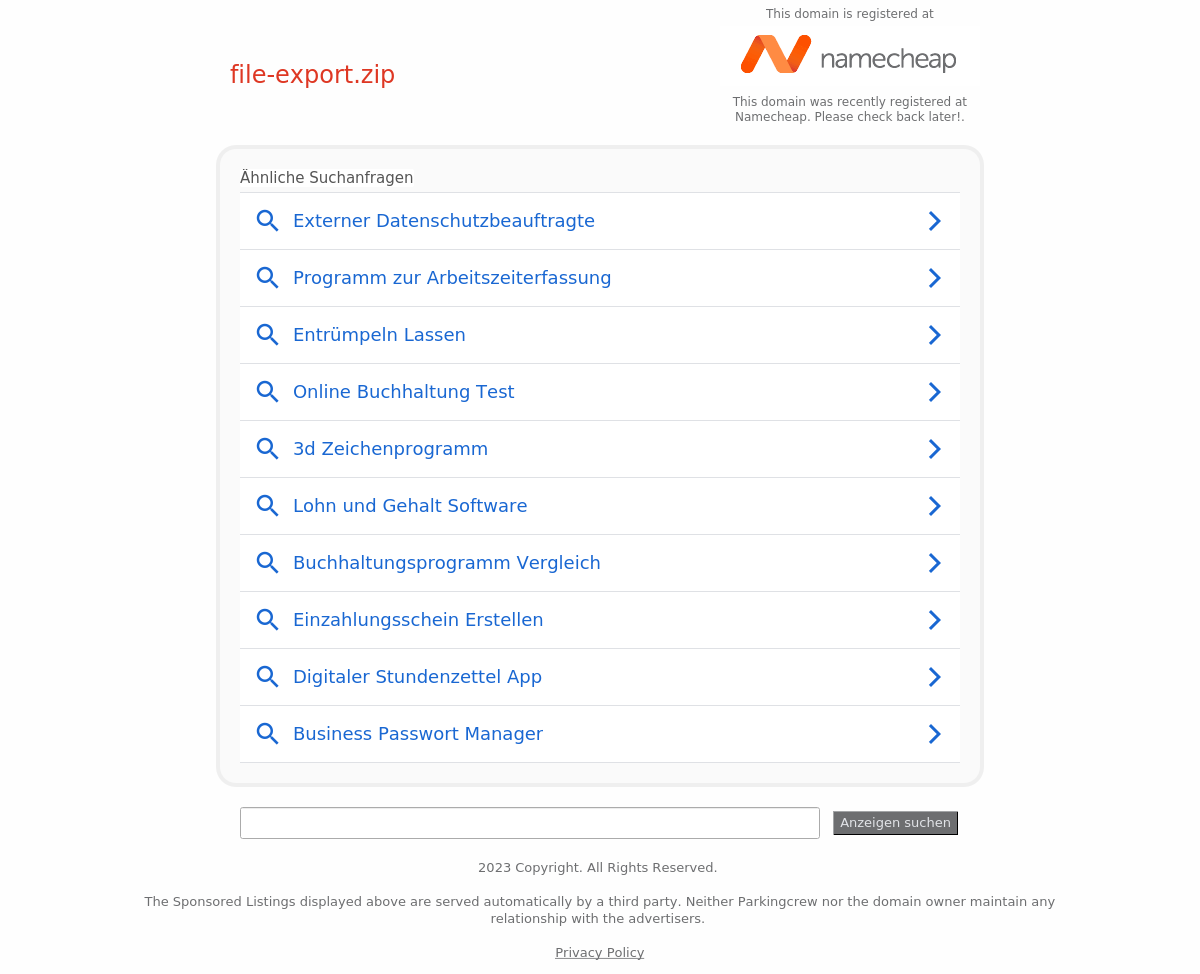 This domain is registered at
namecheap
file-export.zip
This domain was recently registered at
Namecheap. Please check back later!.
Ähnliche Suchanfragen
Externer Datenschutzbeauftragte
Programm zur Arbeitszeiterfassung
Entrümpeln Lassen
Online Buchhaltung Test
3d Zeichenprogramm
Lohn und Gehalt Software
Buchhaltungsprogramm Vergleich
Einzahlungsschein Erstellen
Digitaler Stundenzettel App
Business Passwort Manager
Anzeigen suchen
2023 Copyright. All Rights Reserved.
The Sponsored Listings displayed above are served automatically by a third party. Neither Parkingcrew nor the domain owner maintain any
relationship with the advertisers.
Privacy Policy